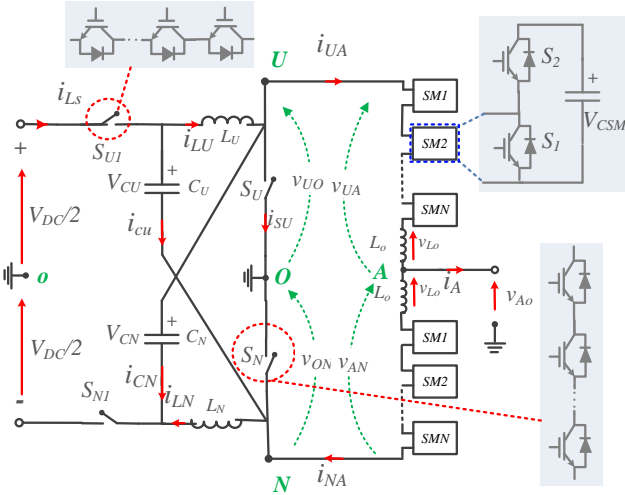 U
i_UA
i_Ls
S_U1
i_LU
L_U
SM1
SM2
SMN
S_2
S_1
+
V_CSM
+
V_DC/2
V_CU
+
C_U
S_U
i_SU
v_UO
v_UA
i_cu
o
O
A
L_o
v_Lo
i_A
L_o
v_Lo
v_Ao
V_DC/2
V_CN
+
C_N
S_N
v_ON
v_AN
SM1
SM2
SMN
i_CN
S_N1
i_LN
L_N
-
N
i_NA